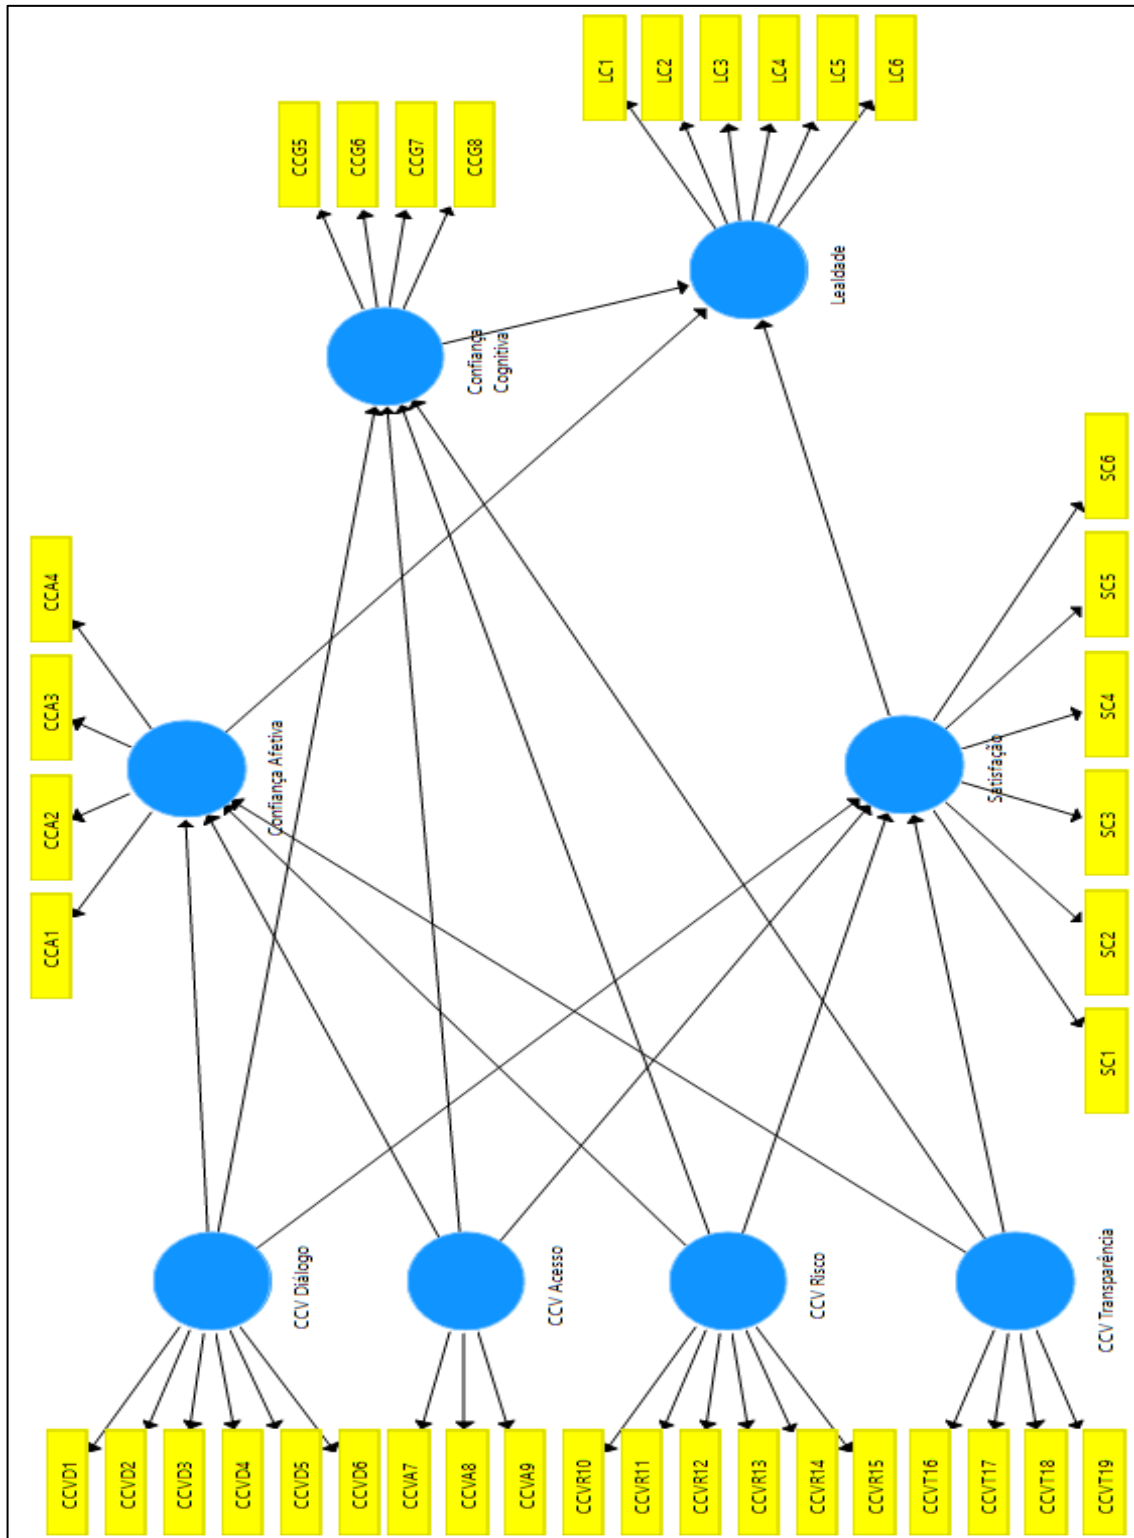 LC1
LC2
LC3
LC4
LC5
LC6
CCG5
CCG6
CCG7
CCG8
Lealdade
Confiança
Cognitiva
CCA4
CCA3
CCA2
CCA1
Confiança Afetiva
SC6
SC5
SC4
SC3
SC2
SC1
Satisfação
CCV Diálogo
CCV Acesso
CCV Risco
CCV Transparência
CCVD1
CCVD2
CCVD3
CCVD4
CCVD5
CCVD6
CCVA7
CCVA8
CCVA9
CCVR10
CCVR11
CCVR12
CCVR13
CCVR14
CCVR15
CCVT16
CCVT17
CCVT18
CCVT19